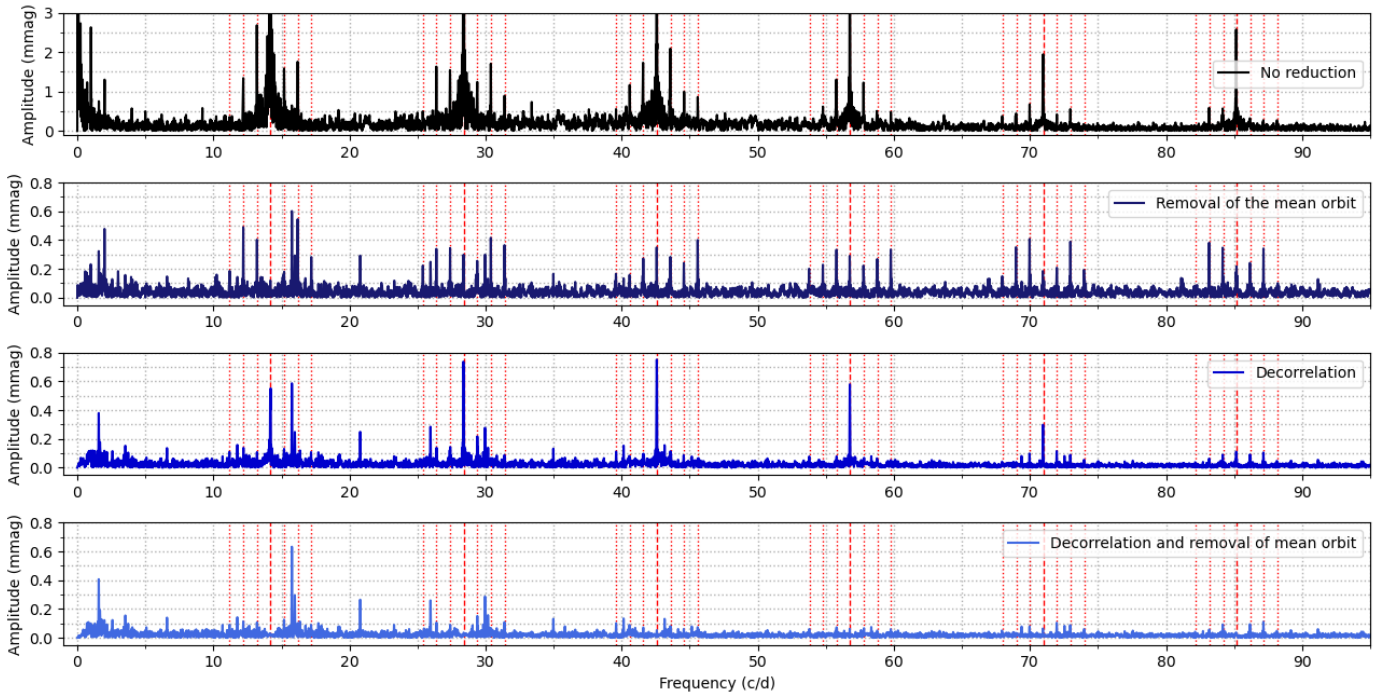 3
2
1
0
Amplitude (mmag)
No reduction
0 10 20 30 40 50 60 70 80 90
0.8
0.6
0.4
0.2
0.0
Amplitude (mmag)
Removal of the mean orbit
0 10 20 30 40 50 60 70 80 90
0.8
0.6
0.4
0.2
0.0
Amplitude (mmag)
Decorrelation
0 10 20 30 40 50 60 70 80 90
0.8
0.6
0.4
0.2
0.0
Amplitude (mmag)
Decorrelation and removal of mean orbit
0 10 20 30 40 50 60 70 80 90
Frequency (c/d)